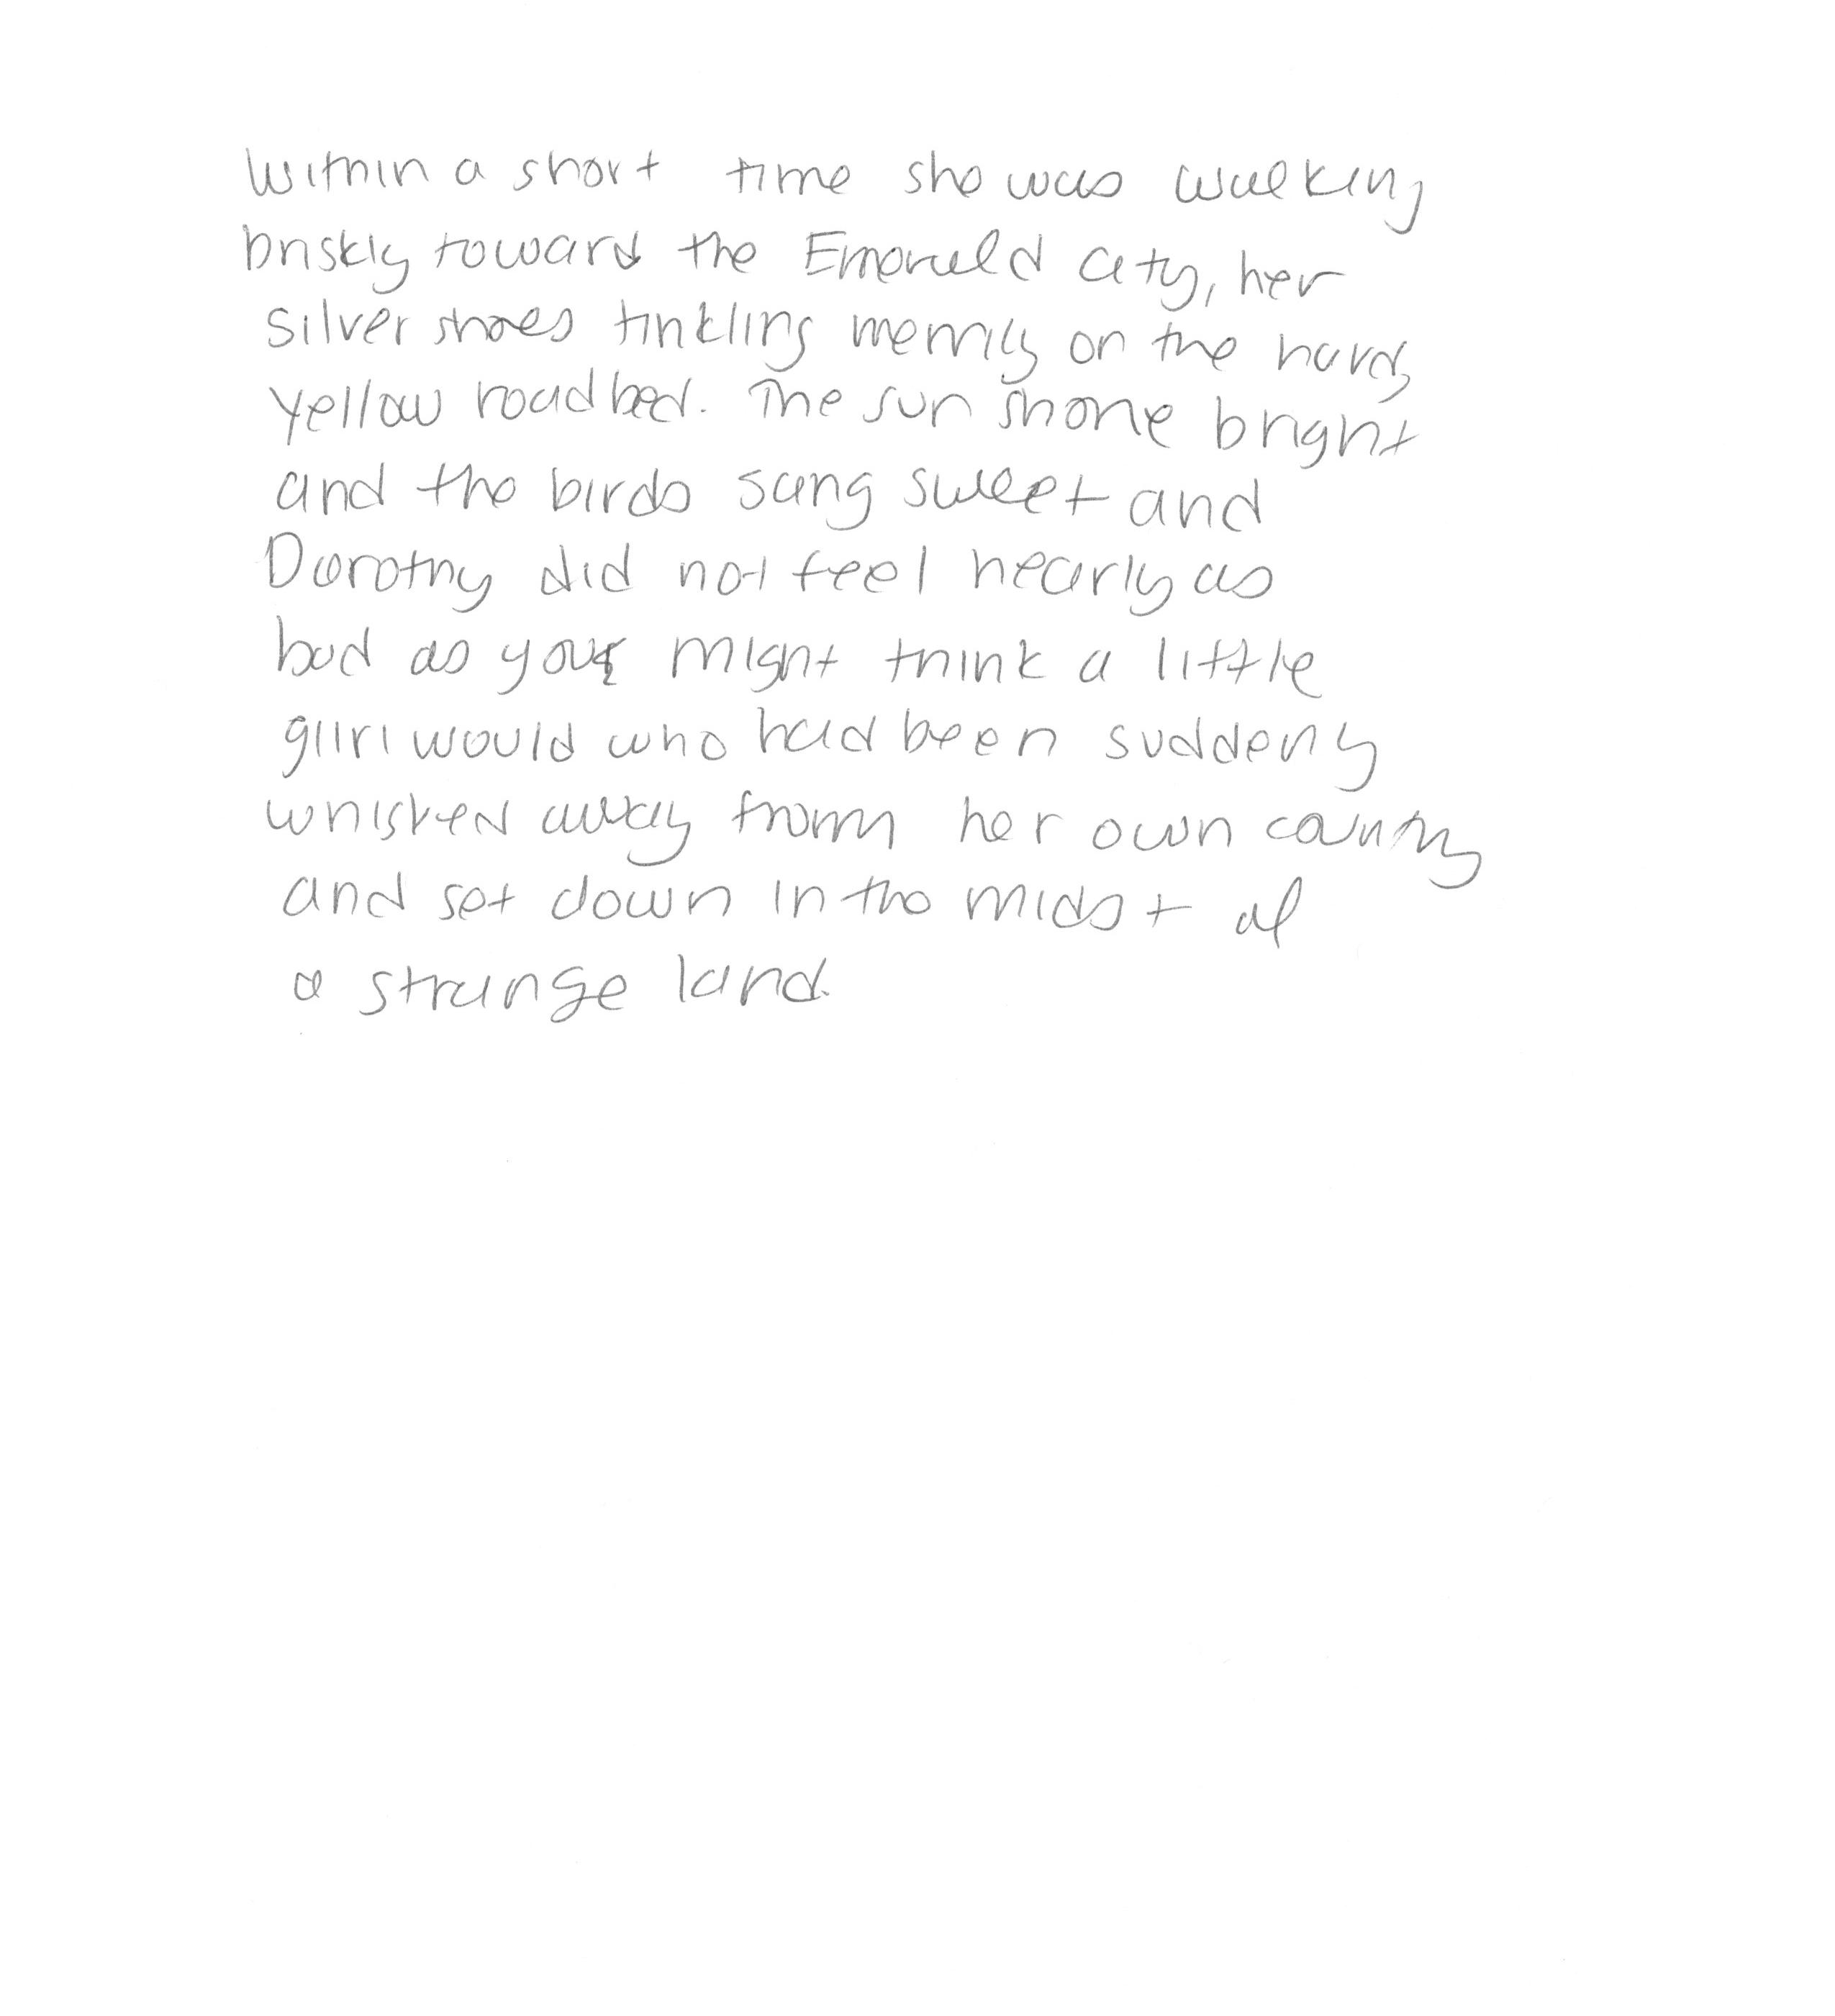 Within a short time she was walking
briskly toward the Emerald City, her
silver shoes tinkling merrily on the hard,
yellow roadbed. The sun shone bright
and the birds sang sweet and
Dorothy did not feel nearly as
bad as you might think a little
giirl would who had been suddenly
whisked away from her own country
and set down in the midst of
a strange land.